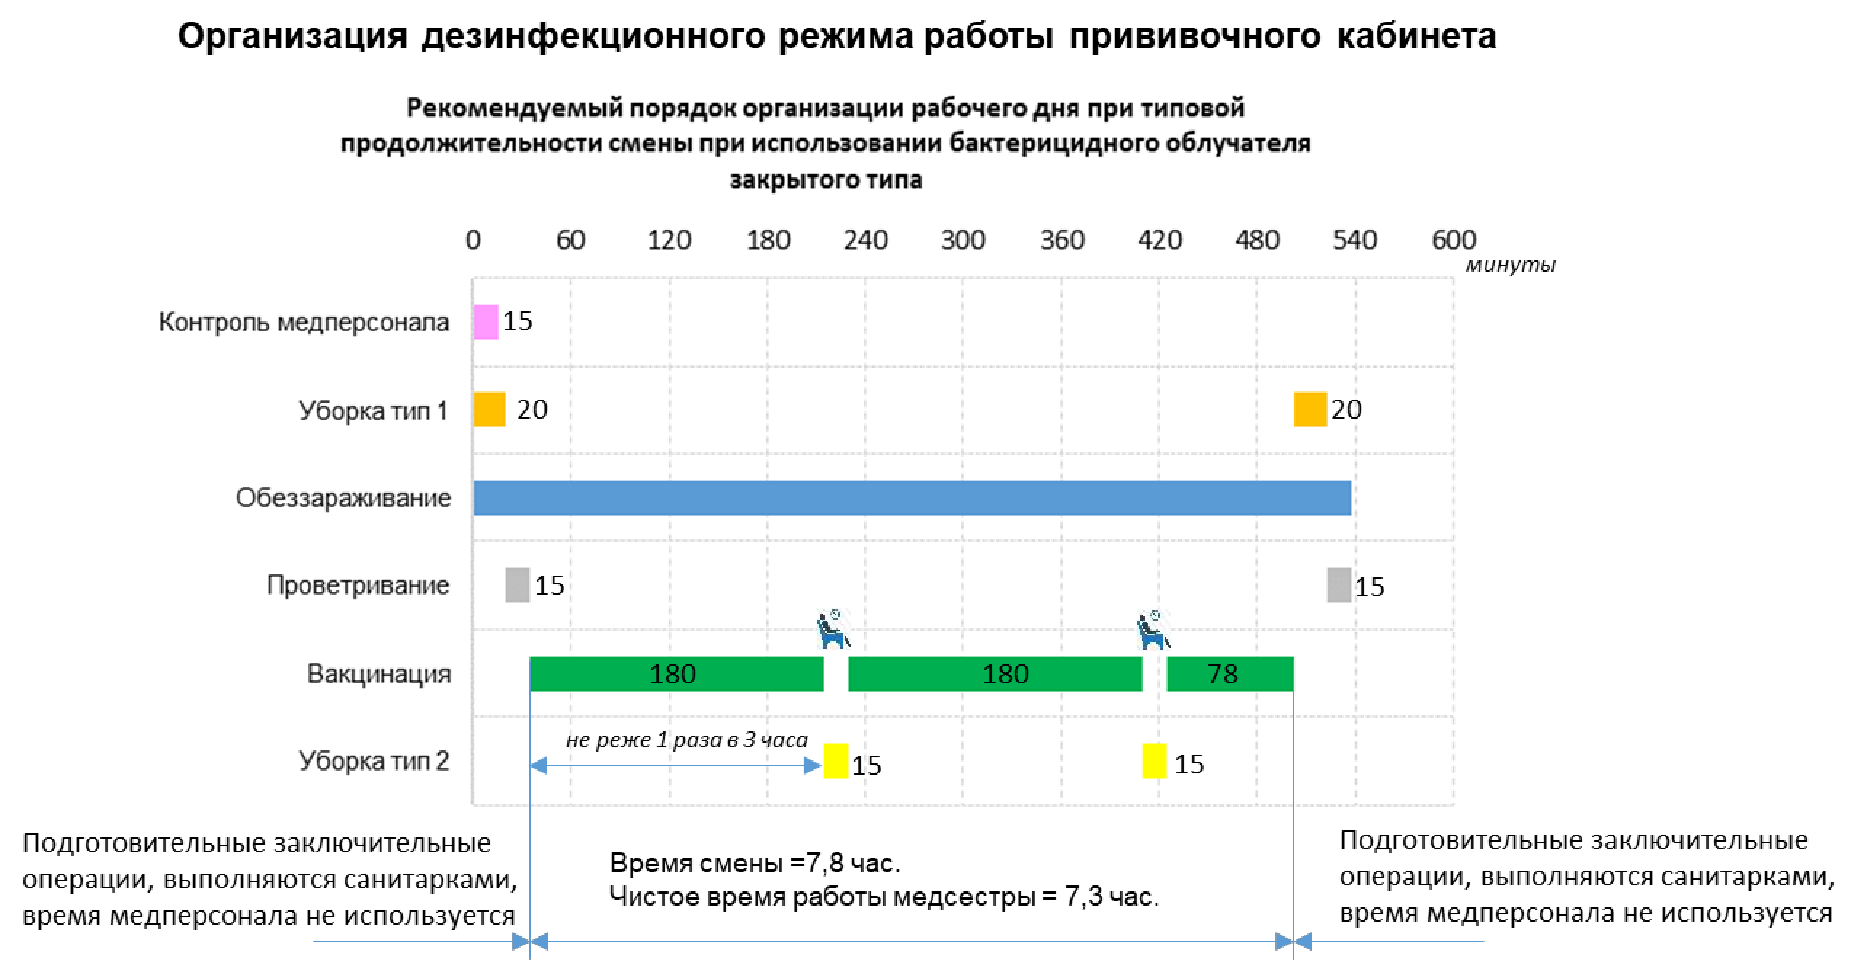 Организация дезинфекционного режима работы прививочного кабинета
Рекомендуемый порядок организации рабочего дня при типовой
продолжительности смены при использовании бактерицидного облучателя
закрытого типа
0 60 120 180 240 300 360 420 480 540 600
минуты
Контроль медперсонала 15
Уборка тип 1 20 20
Обеззараживание
Проветривание 15 15
Вакцинация 180 180 78
не реже 1 раза в 3 часа
Уборка тип 2 15 15
Подготовительные заключительные
операции, выполняются санитарками,
время медперсонала не используется
Время смены =7,8 час.
Чистое время работы медсестры = 7,3 час.
Подготовительные заключительные
операции, выполняются санитарками,
время медперсонала не используется